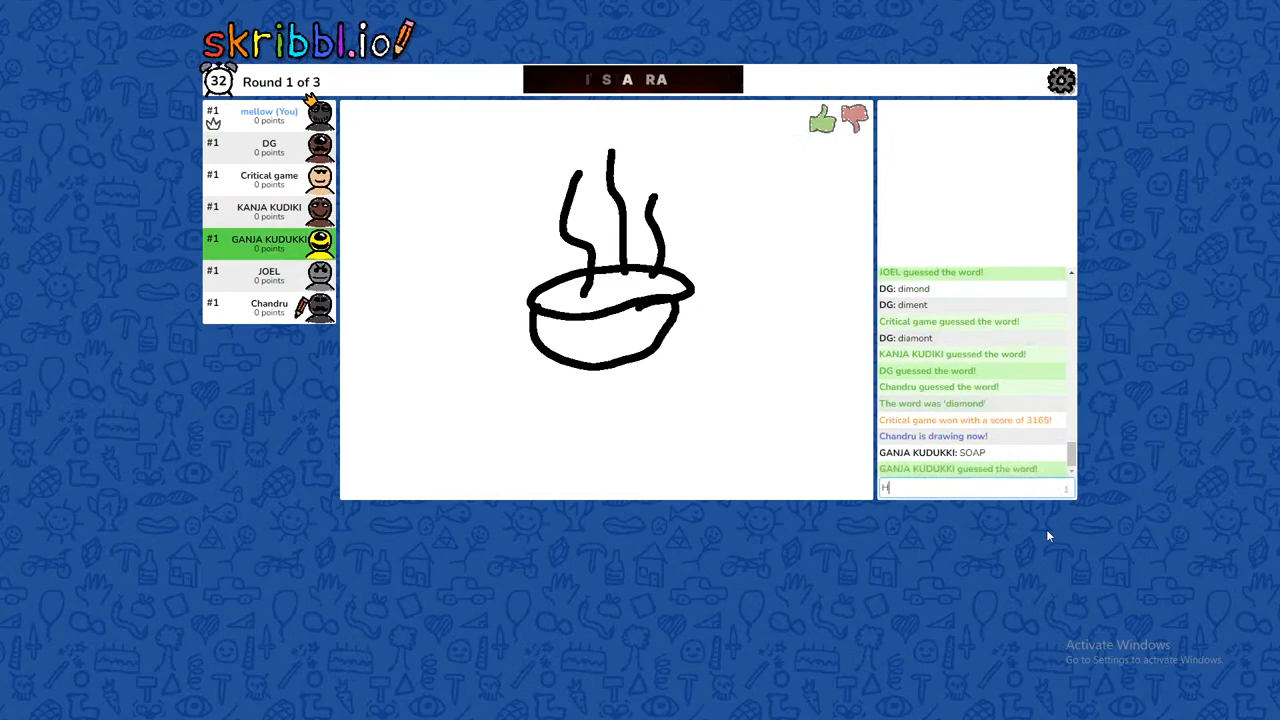 skribbl.io
32
Round 1 of 3
I' S A RA
#1
mellow (You)
0 points
#1
DG
0 points
#1
Critical game
0 points
#1
KANJA KUDIKI
0 points
#1
GANJA KUDUKKI
0 points
#1
JOEL
0 points
#1
Chandru
0 points
JOEL guessed the word!
DG: dimond
DG: diment
Critical game guessed the word!
DG: diamont
KANJA KUDIKI guessed the word!
DG guessed the word!
Chandru guessed the word!
The word was 'diamond'
Critical game won with a score of 3165!
Chandru is drawing now!
GANJA KUDUKKI: SOAP
GANJA KUDUKKI guessed the word!
H
1
Activate Windows
Go to Settings to activate Windows.